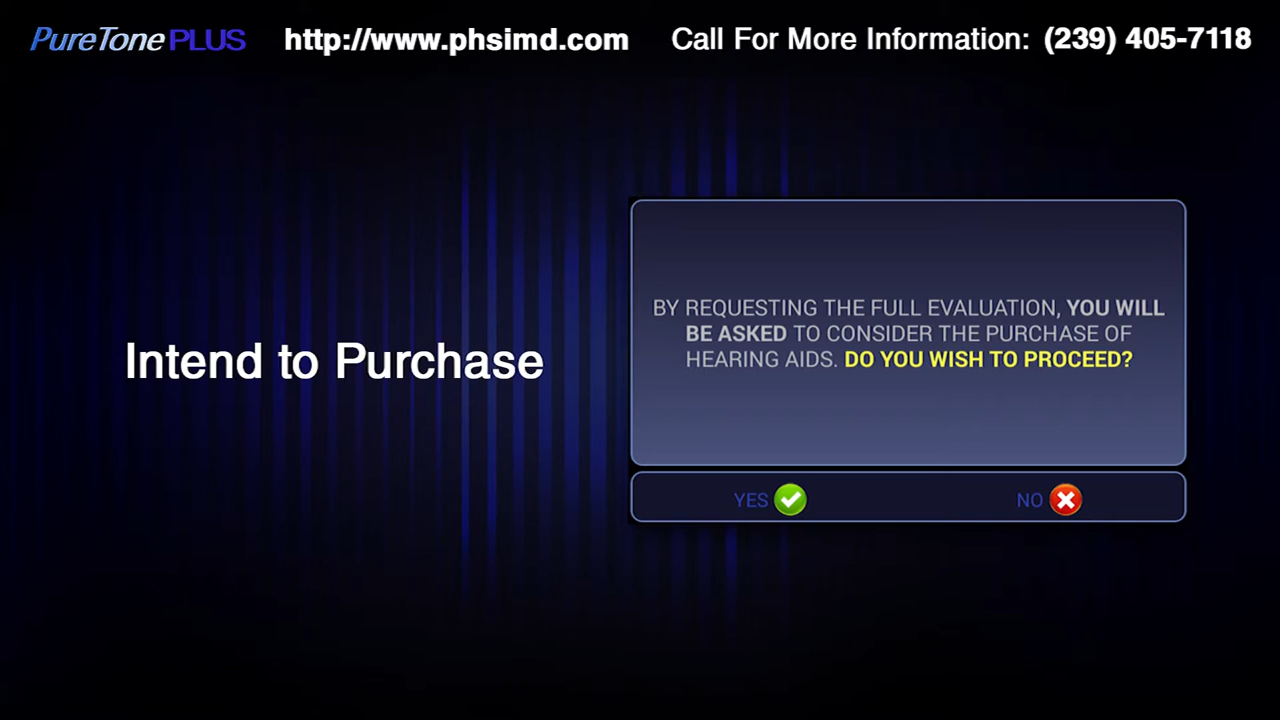 PureTone PLUS http://www.phsimd.com Call For More Information: (239) 405-7118
Intend to Purchase
BY REQUESTING THE FULL EVALUATION, YOU WILL
BE ASKED TO CONSIDER THE PURCHASE OF
HEARING AIDS. DO YOU WISH TO PROCEED?
YES NO